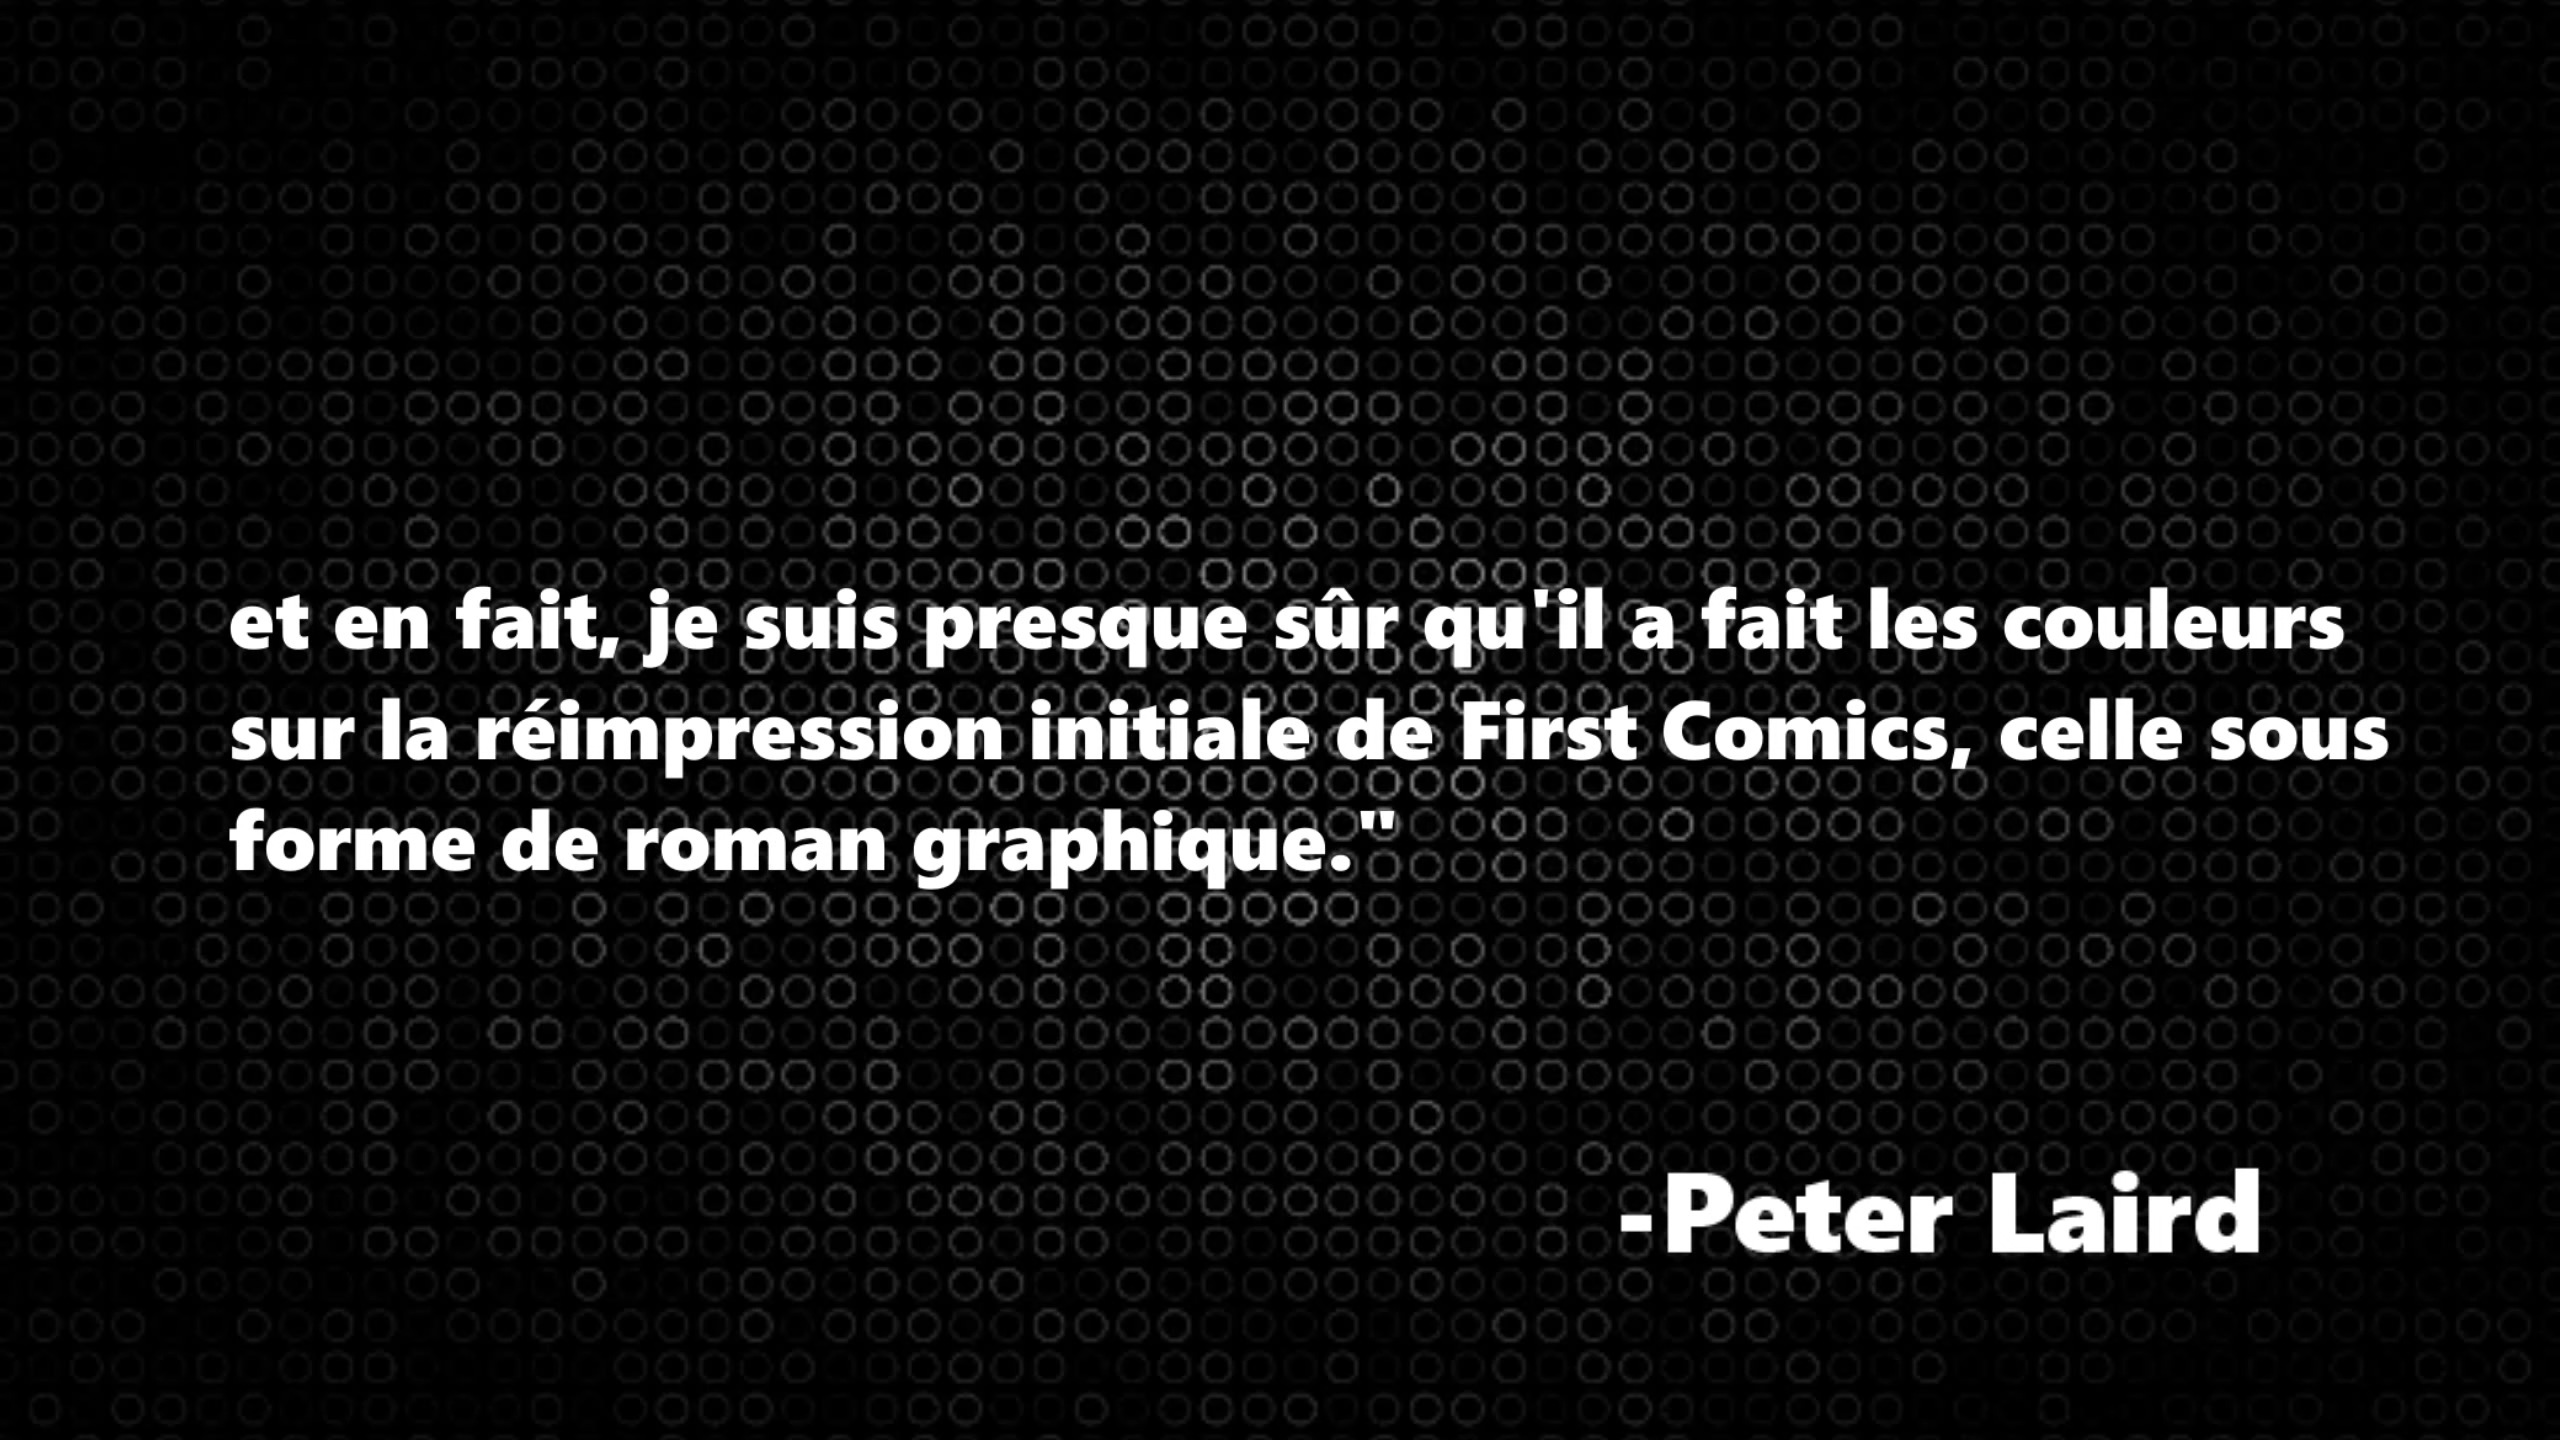 et en fait, je suis presque sûr qu'il a fait les couleurs
sur la réimpression initiale de First Comics, celle sous
forme de roman graphique."
-Peter Laird